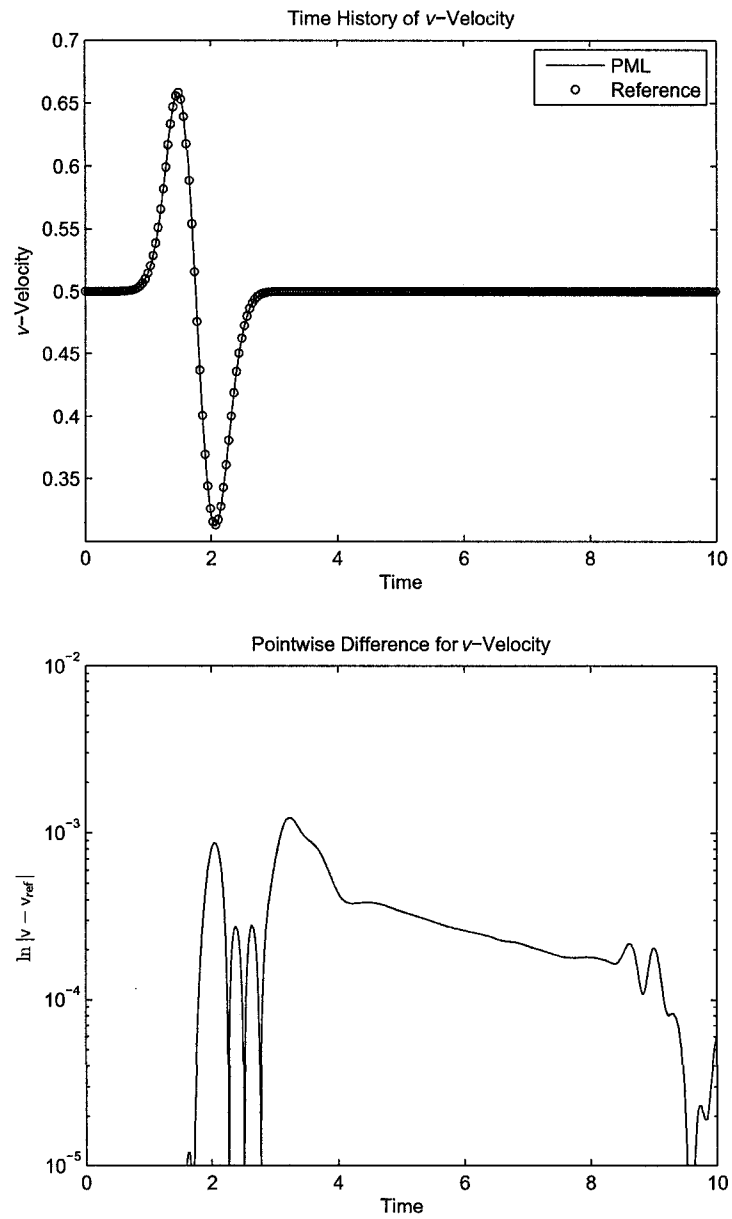 Time History of v−Velocity
0.7
0.65
0.6
0.55
0.5
0.45
0.4
0.35
v−Velocity
PML
Reference
0 2 4 6 8 10
Time
Pointwise Difference for v−Velocity
10⁻²
10⁻³
10⁻⁴
10⁻⁵
ln |v − v_ref|
0 2 4 6 8 10
Time